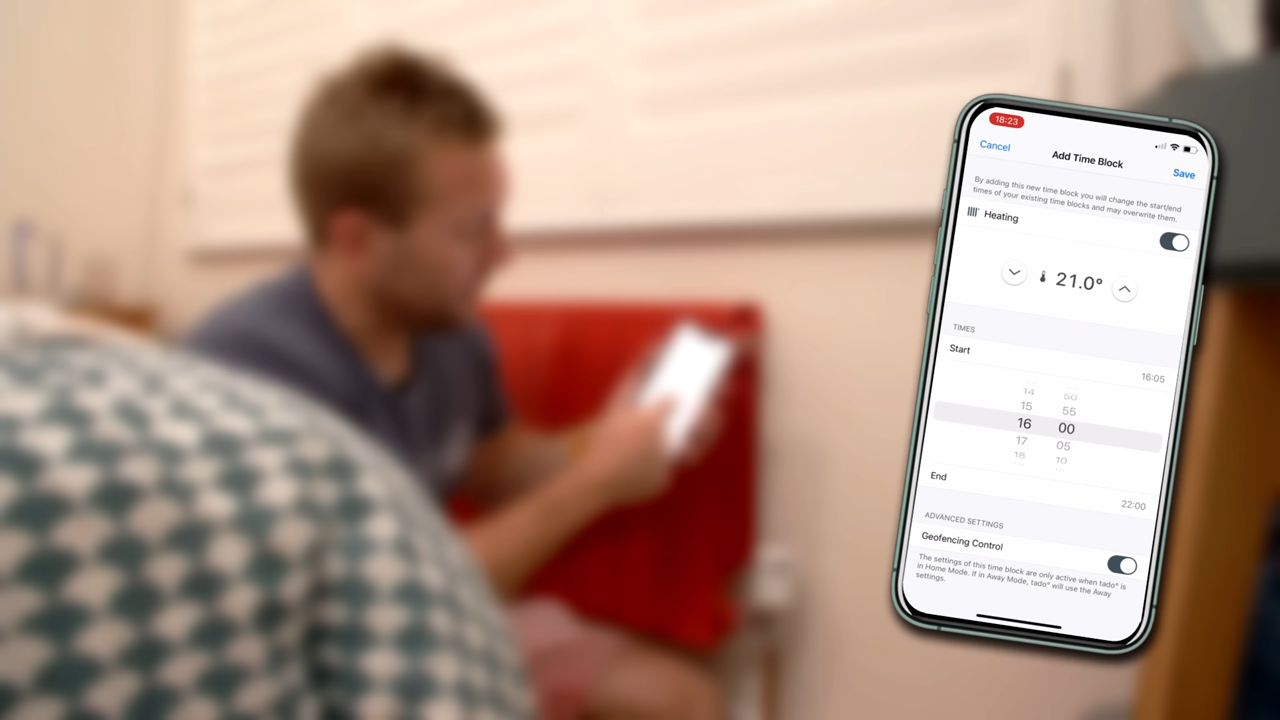 18:23
Cancel
Add Time Block
Save
By adding this new time block you will change the start/end
times of your existing time blocks and may overwrite them.
Heating
21.0°
TIMES
Start
16:05
14 50
15 55
16 00
17 05
18 10
End
22:00
ADVANCED SETTINGS
Geofencing Control
The settings of this time block are only active when tado° is
in Home Mode. If in Away Mode, tado° will use the Away
settings.